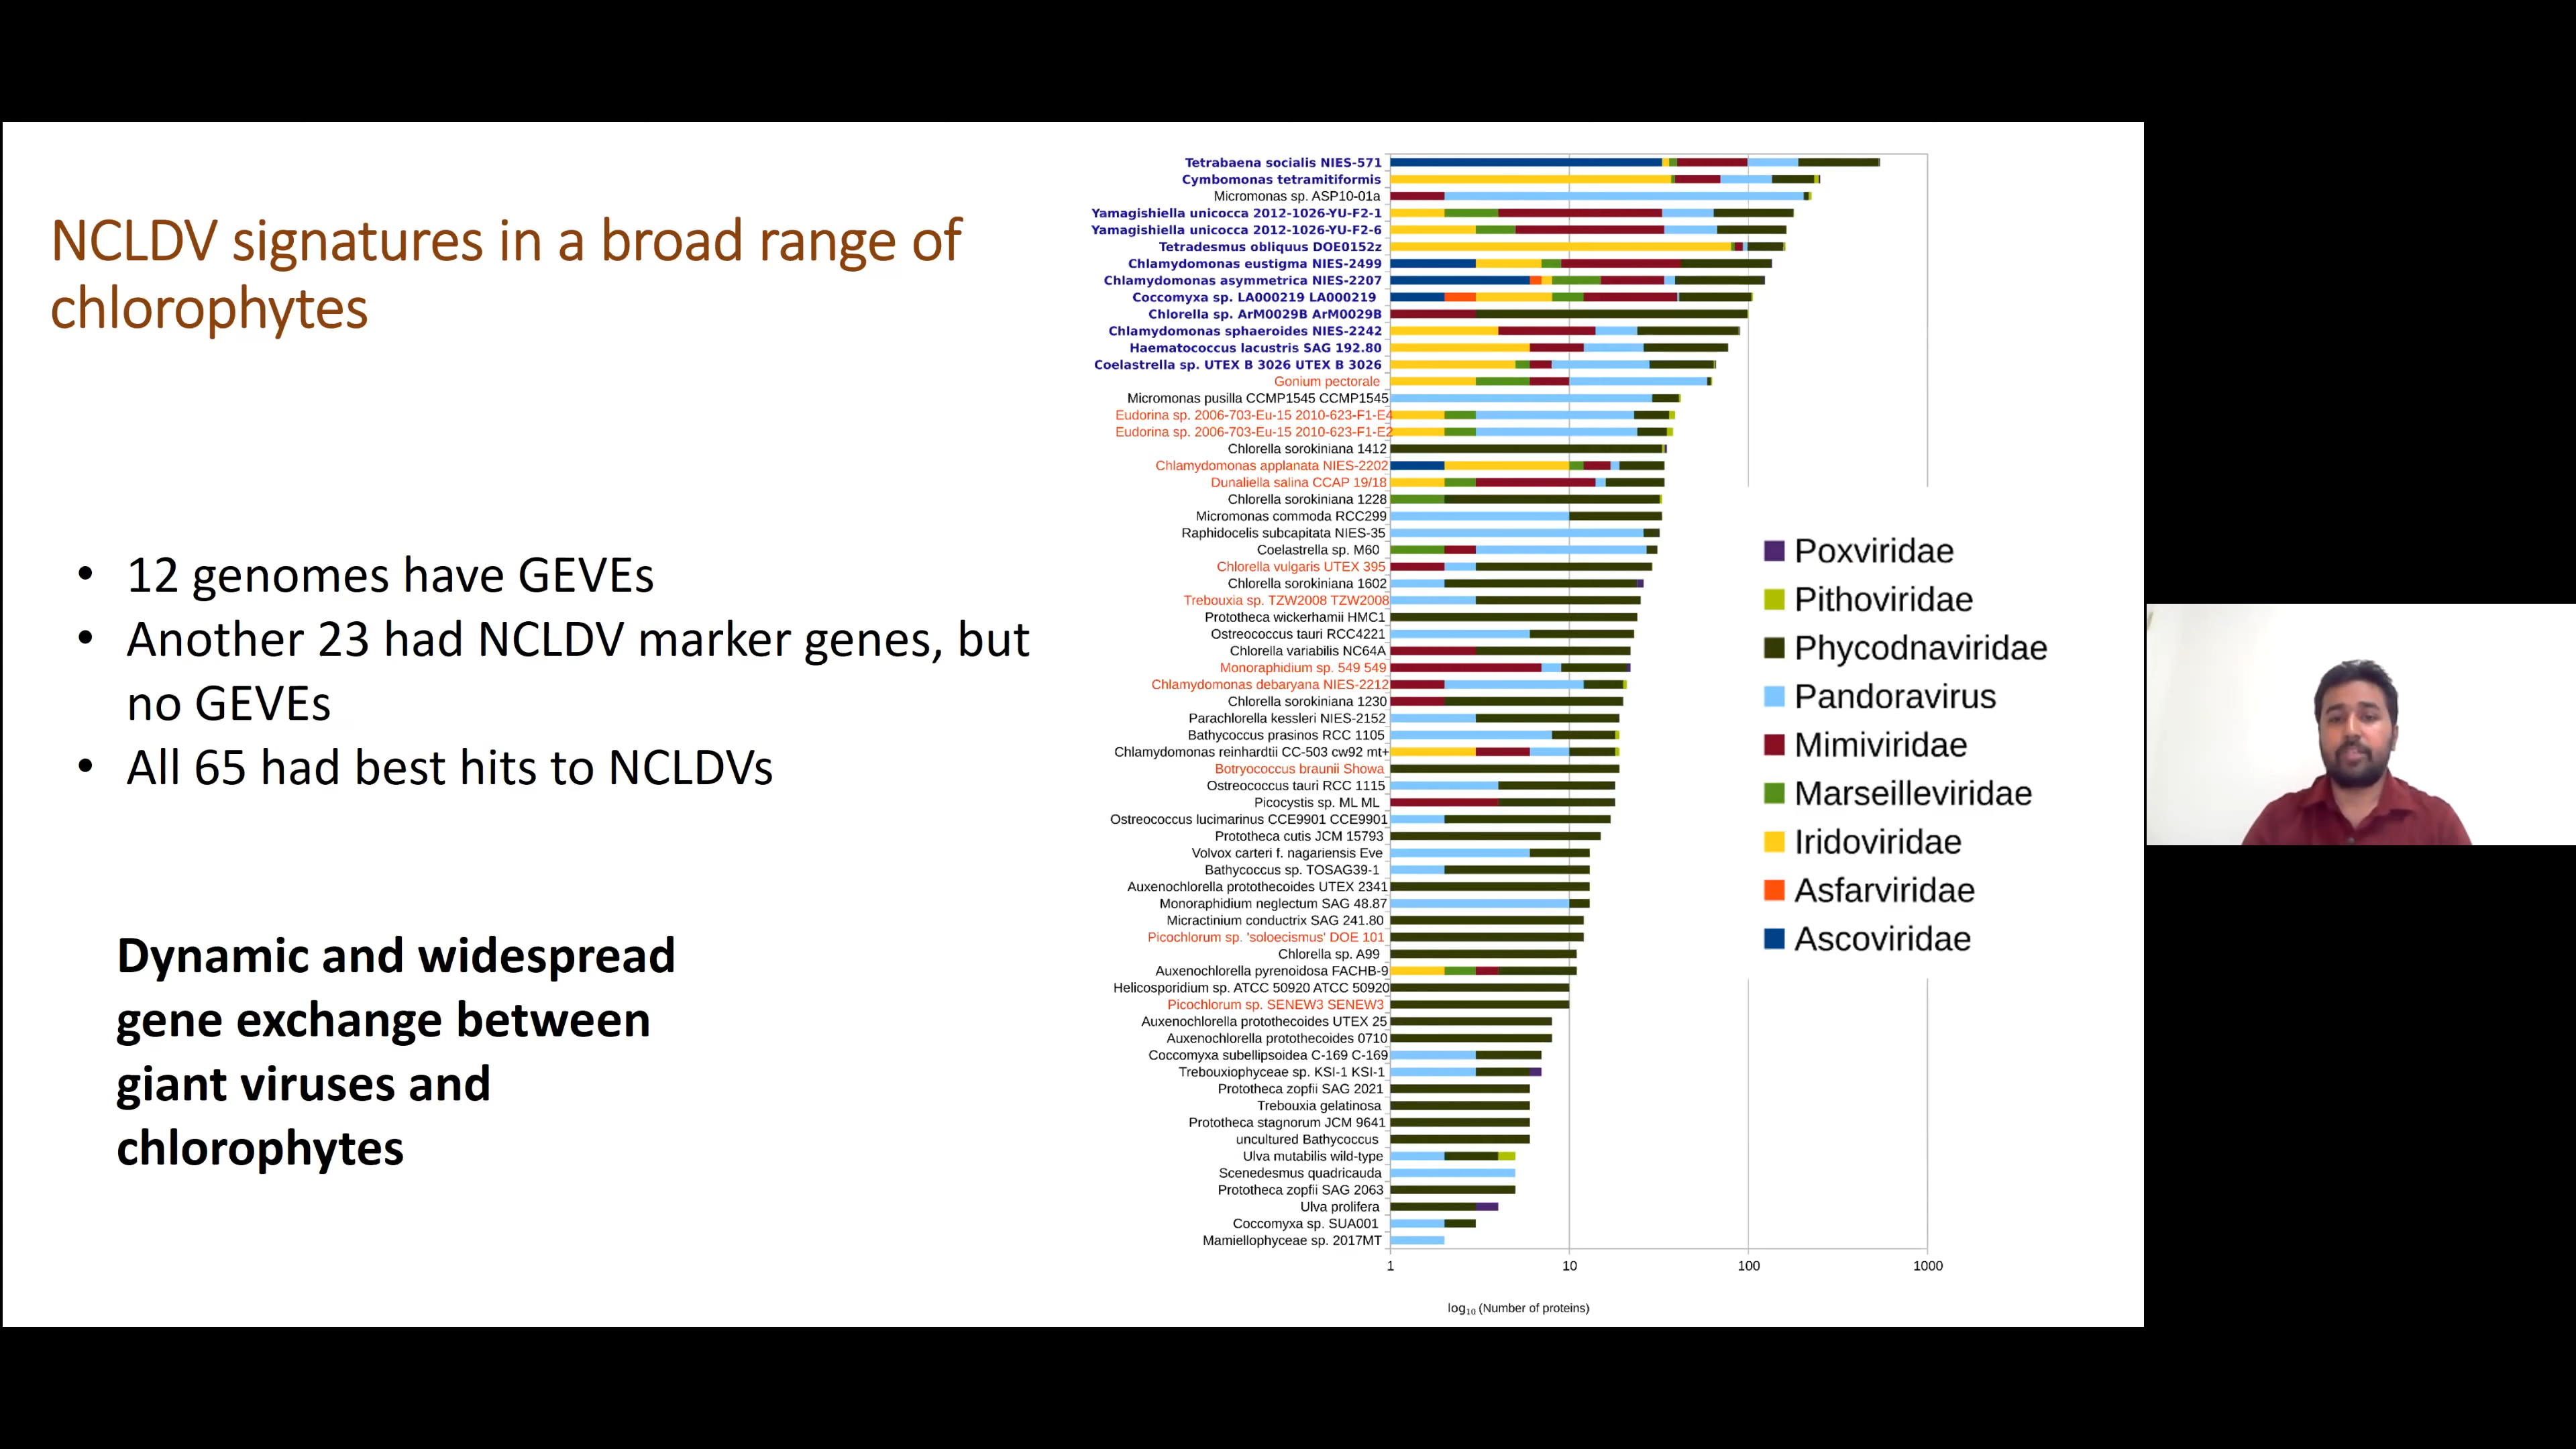 NCLDV signatures in a broad range of
chlorophytes
• 12 genomes have GEVEs
• Another 23 had NCLDV marker genes, but
no GEVEs
• All 65 had best hits to NCLDVs
Dynamic and widespread
gene exchange between
giant viruses and
chlorophytes
Tetrabaena socialis NIES-571
Cymbomonas tetramitiformis
Micromonas sp. ASP10-01a
Yamagishiella unicocca 2012-1026-YU-F2-1
Yamagishiella unicocca 2012-1026-YU-F2-6
Tetradesmus obliquus DOE0152z
Chlamydomonas eustigma NIES-2499
Chlamydomonas asymmetrica NIES-2207
Coccomyxa sp. LA000219 LA000219
Chlorella sp. ArM0029B ArM0029B
Chlamydomonas sphaeroides NIES-2242
Haematococcus lacustris SAG 192.80
Coelastrella sp. UTEX B 3026 UTEX B 3026
Gonium pectorale
Micromonas pusilla CCMP1545 CCMP1545
Eudorina sp. 2006-703-Eu-15 2010-623-F1-E4
Eudorina sp. 2006-703-Eu-15 2010-623-F1-E2
Chlorella sorokiniana 1412
Chlamydomonas applanata NIES-2202
Dunaliella salina CCAP 19/18
Chlorella sorokiniana 1228
Micromonas commoda RCC299
Raphidocelis subcapitata NIES-35
Coelastrella sp. M60
Chlorella vulgaris UTEX 395
Chlorella sorokiniana 1602
Trebouxia sp. TZW2008 TZW2008
Prototheca wickerhamii HMC1
Ostreococcus tauri RCC4221
Chlorella variabilis NC64A
Monoraphidium sp. 549 549
Chlamydomonas debaryana NIES-2212
Chlorella sorokiniana 1230
Parachlorella kessleri NIES-2152
Bathycoccus prasinos RCC 1105
Chlamydomonas reinhardtii CC-503 cw92 mt+
Botryococcus braunii Showa
Ostreococcus tauri RCC 1115
Picocystis sp. ML ML
Ostreococcus lucimarinus CCE9901 CCE9901
Prototheca cutis JCM 15793
Volvox carteri f. nagariensis Eve
Bathycoccus sp. TOSAG39-1
Auxenochlorella protothecoides UTEX 2341
Monoraphidium neglectum SAG 48.87
Micractinium conductrix SAG 241.80
Picochlorum sp. 'soloecismus' DOE 101
Chlorella sp. A99
Auxenochlorella pyrenoidosa FACHB-9
Helicosporidium sp. ATCC 50920 ATCC 50920
Picochlorum sp. SENEW3 SENEW3
Auxenochlorella protothecoides UTEX 25
Auxenochlorella protothecoides 0710
Coccomyxa subellipsoidea C-169 C-169
Trebouxiophyceae sp. KSI-1 KSI-1
Prototheca zopfii SAG 2021
Trebouxia gelatinosa
Prototheca stagnorum JCM 9641
uncultured Bathycoccus
Ulva mutabilis wild-type
Scenedesmus quadricauda
Prototheca zopfii SAG 2063
Ulva prolifera
Coccomyxa sp. SUA001
Mamiellophyceae sp. 2017MT
1 10 100 1000
log₁₀ (Number of proteins)
Poxviridae
Pithoviridae
Phycodnaviridae
Pandoravirus
Mimiviridae
Marseilleviridae
Iridoviridae
Asfarviridae
Ascoviridae